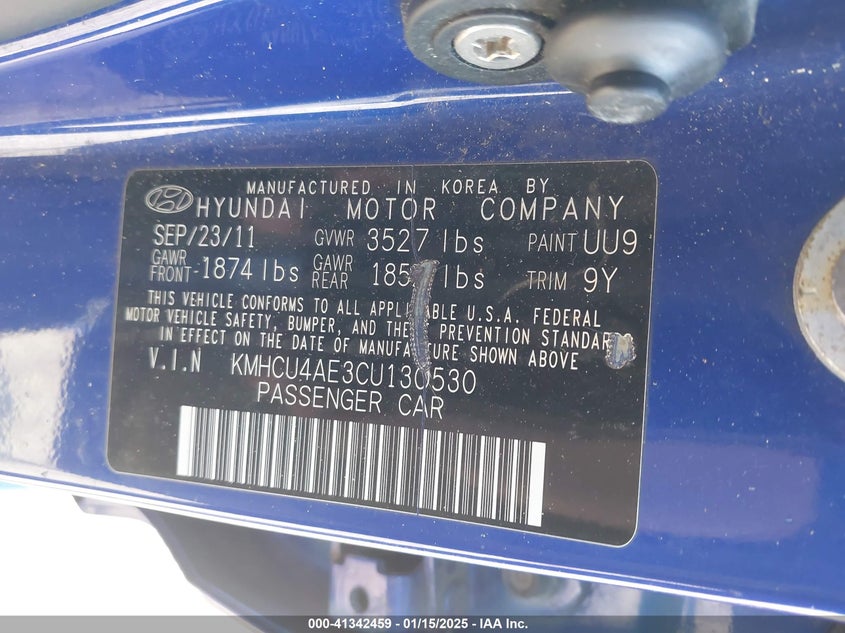 MANUFACTURED IN KOREA BY
HYUNDAI MOTOR COMPANY
SEP/23/11 GVWR 3527 lbs PAINT UU9
GAWR FRONT 1874 lbs GAWR REAR lbs TRIM 9Y
THIS VEHICLE CONFORMS TO ALL APPLICABLE U.S.A. FEDERAL
MOTOR VEHICLE SAFETY, BUMPER, AND THEFT PREVENTION STANDARDS
IN EFFECT ON THE DATE OF MANUFACTURE SHOWN ABOVE
V.I.N KMHCU4AE3CU130530
PASSENGER CAR
000-41342459 - 01/15/2025 - IAA Inc.